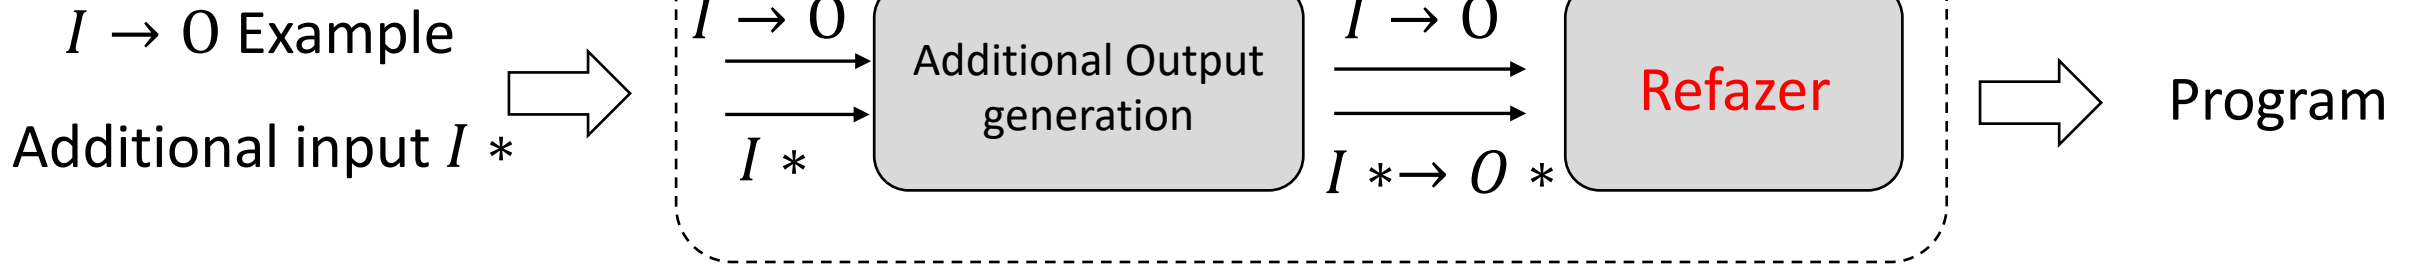 I → O Example
Additional input I *
I → O
I *
Additional Output
generation
I → O
I *→ O *
Refazer
Program